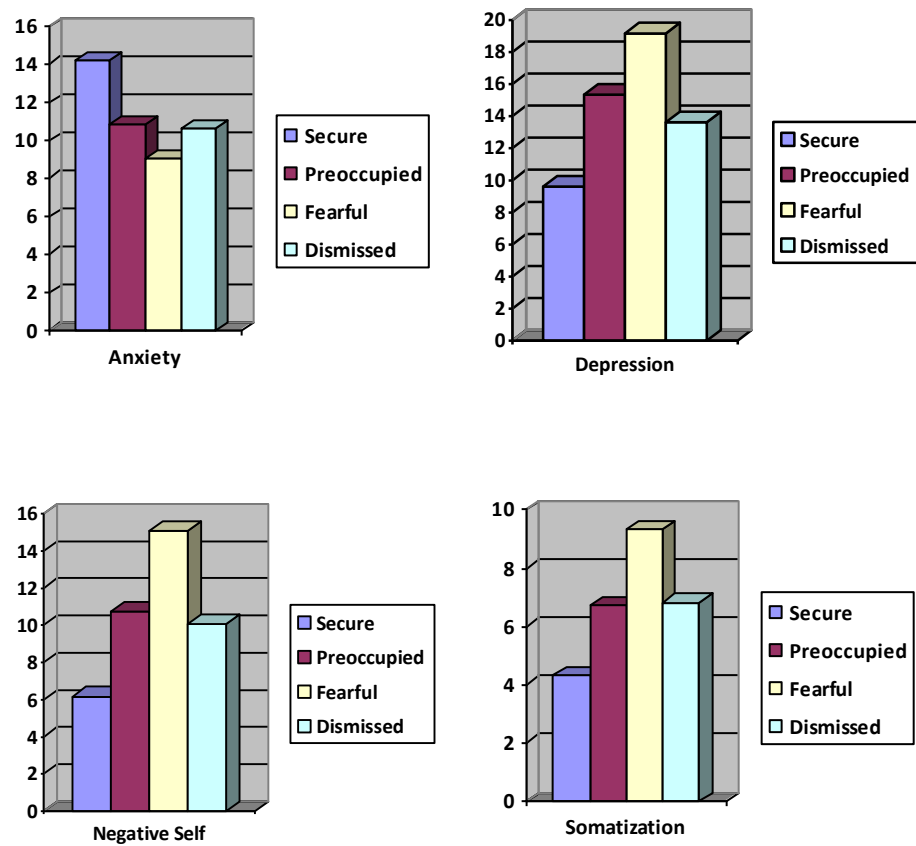 16
14
12
10
8
6
4
2
0
Anxiety
Secure
Preoccupied
Fearful
Dismissed
20
18
16
14
12
10
8
6
4
2
0
Depression
Secure
Preoccupied
Fearful
Dismissed
16
14
12
10
8
6
4
2
0
Negative Self
Secure
Preoccupied
Fearful
Dismissed
10
8
6
4
2
0
Somatization
Secure
Preoccupied
Fearful
Dismissed